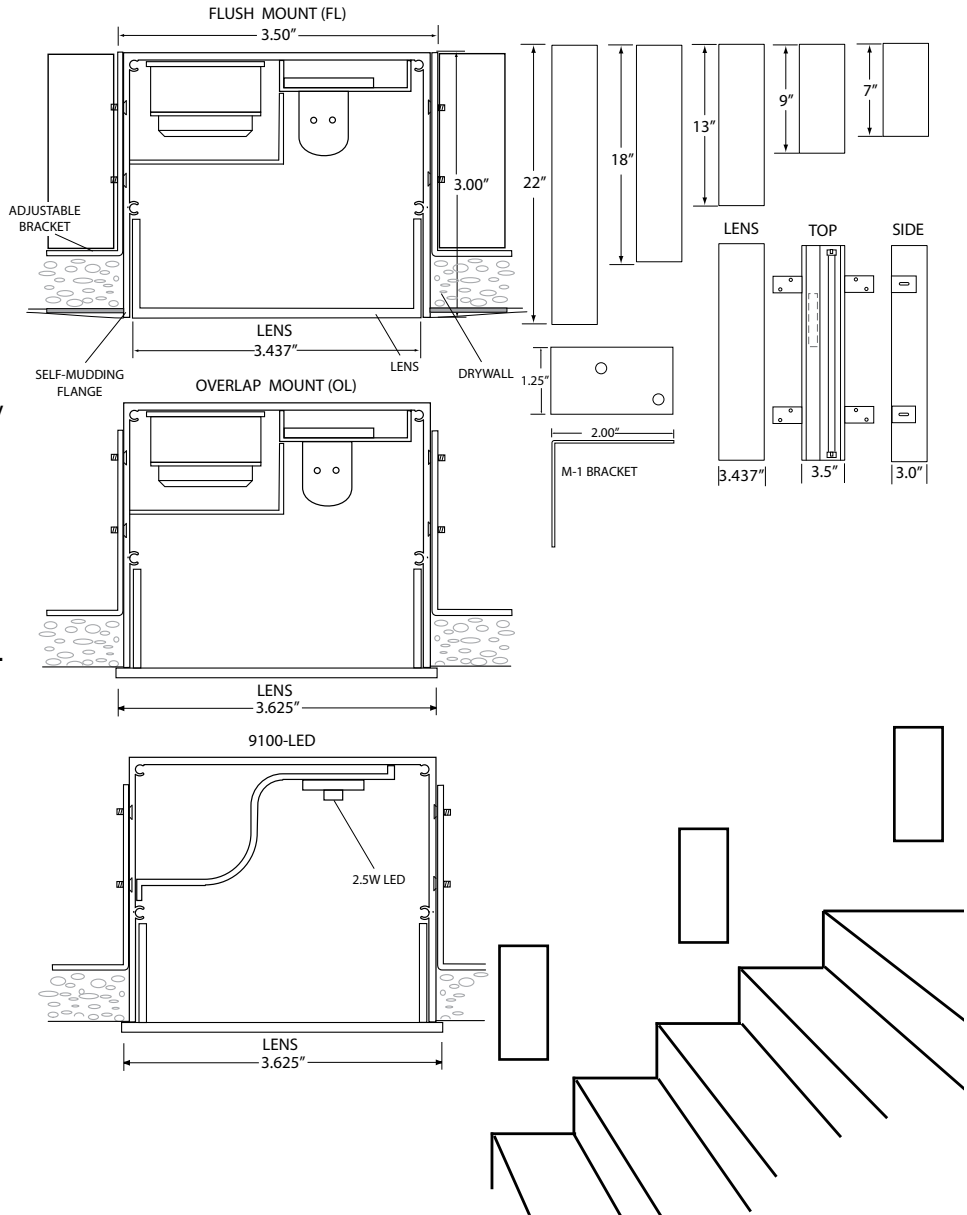 FLUSH MOUNT (FL)
3.50”
3.00”
ADJUSTABLE
BRACKET
LENS
3.437”
LENS
DRYWALL
SELF-MUDDING
FLANGE
22”
18”
13”
9”
7”
LENS
TOP
SIDE
3.437”
3.5”
3.0”
1.25”
2.00”
M-1 BRACKET
OVERLAP MOUNT (OL)
LENS
3.625”
9100-LED
2.5W LED
LENS
3.625”